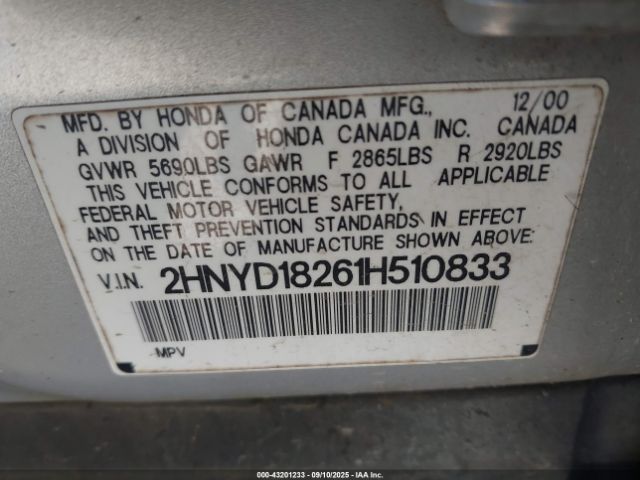 MFD. BY HONDA OF CANADA MFG., 12/00
A DIVISION OF HONDA CANADA INC. CANADA
GVWR 5690LBS GAWR F 2865LBS R 2920LBS
THIS VEHICLE CONFORMS TO ALL APPLICABLE
FEDERAL MOTOR VEHICLE SAFETY,
AND THEFT PREVENTION STANDARDS IN EFFECT
ON THE DATE OF MANUFACTURE SHOWN ABOVE:
V.I.N. 2HNYD18261H510833
MPV
000-43201233 - 09/10/2025 - IAAI.com